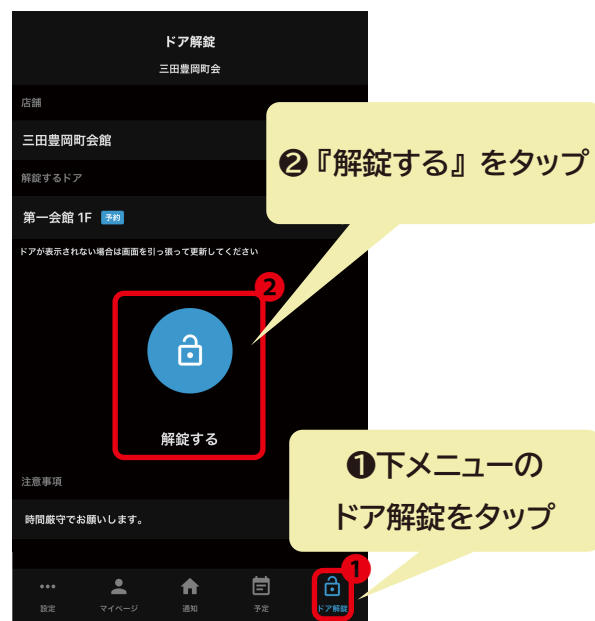 ドア解錠
三田豊岡町会
店舗
三田豊岡町会館
解錠するドア
第一会館 1F 予約
ドアが表示されない場合は画面を引っ張って更新してください
❷『解錠する』をタップ
2
解錠する
注意事項
時間厳守でお願いします。
❶下メニューの
ドア解錠をタップ
1
設定 マイページ 通知 予定 ドア解錠